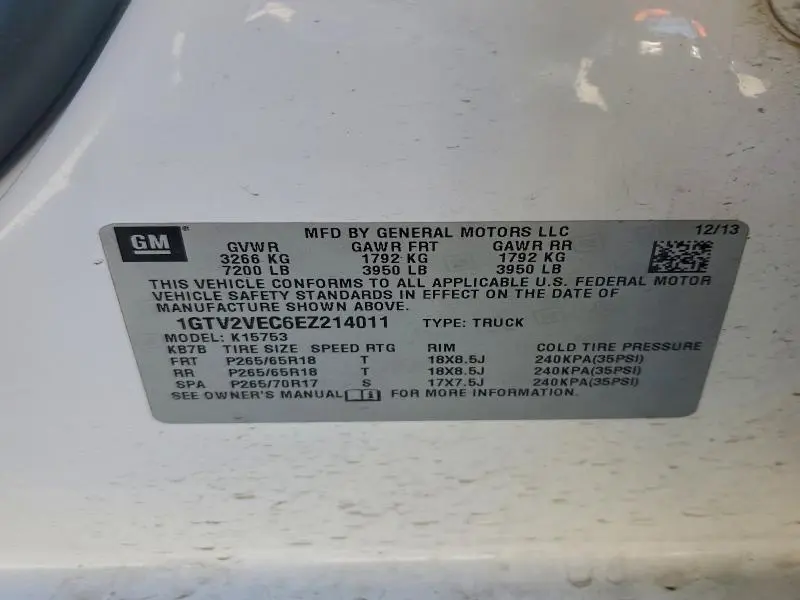 GM MFD BY GENERAL MOTORS LLC 12/13
GVWR GAWR FRT GAWR RR
3266 KG 1792 KG 1792 KG
7200 LB 3950 LB 3950 LB
THIS VEHICLE CONFORMS TO ALL APPLICABLE U.S. FEDERAL MOTOR
VEHICLE SAFETY STANDARDS IN EFFECT ON THE DATE OF
MANUFACTURE SHOWN ABOVE.
1GTV2VEC6EZ214011 TYPE: TRUCK
MODEL: K15753
KB7B TIRE SIZE SPEED RTG RIM COLD TIRE PRESSURE
FRT P265/65R18 T 18X8.5J 240KPA(35PSI)
RR P265/65R18 T 18X8.5J 240KPA(35PSI)
SPA P265/70R17 S 17X7.5J 240KPA(35PSI)
SEE OWNER'S MANUAL FOR MORE INFORMATION.